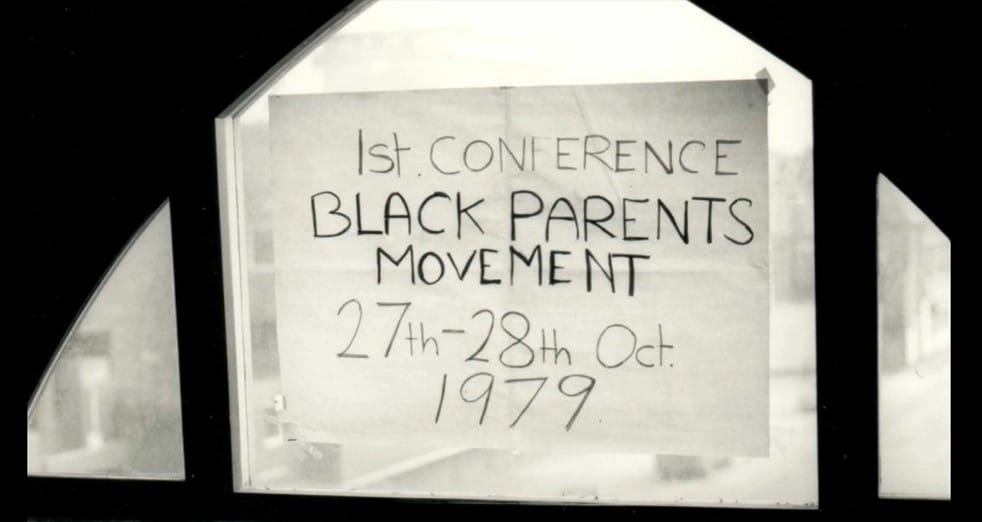 1st. CONFERENCE
BLACK PARENTS
MOVEMENT
27th-28th Oct.
1979.